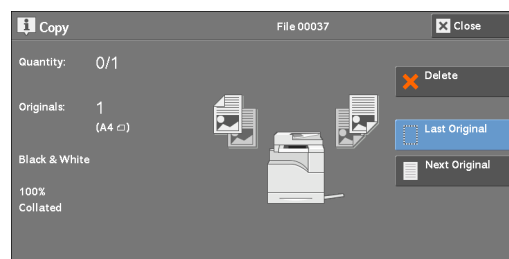 Copy
File 00037
Close
Quantity: 0/1
Delete
Originals: 1
(A4)
Last Original
Black & White
Next Original
100%
Collated